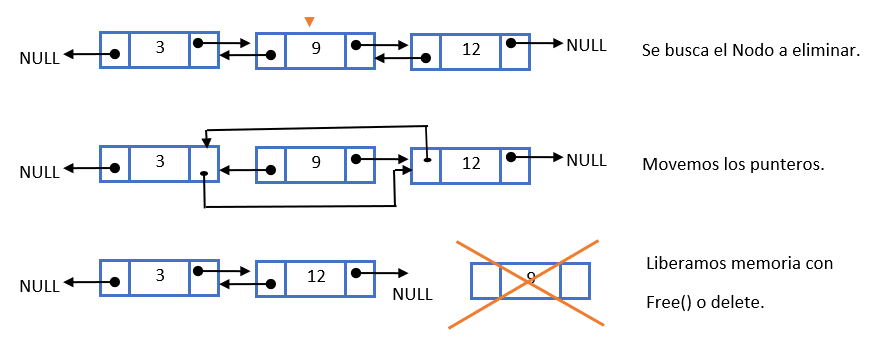 NULL 3 9 12 NULL Se busca el Nodo a eliminar.
NULL 3 9 12 NULL Movemos los punteros.
NULL 3 12 NULL 9 Liberamos memoria con
Free() o delete.